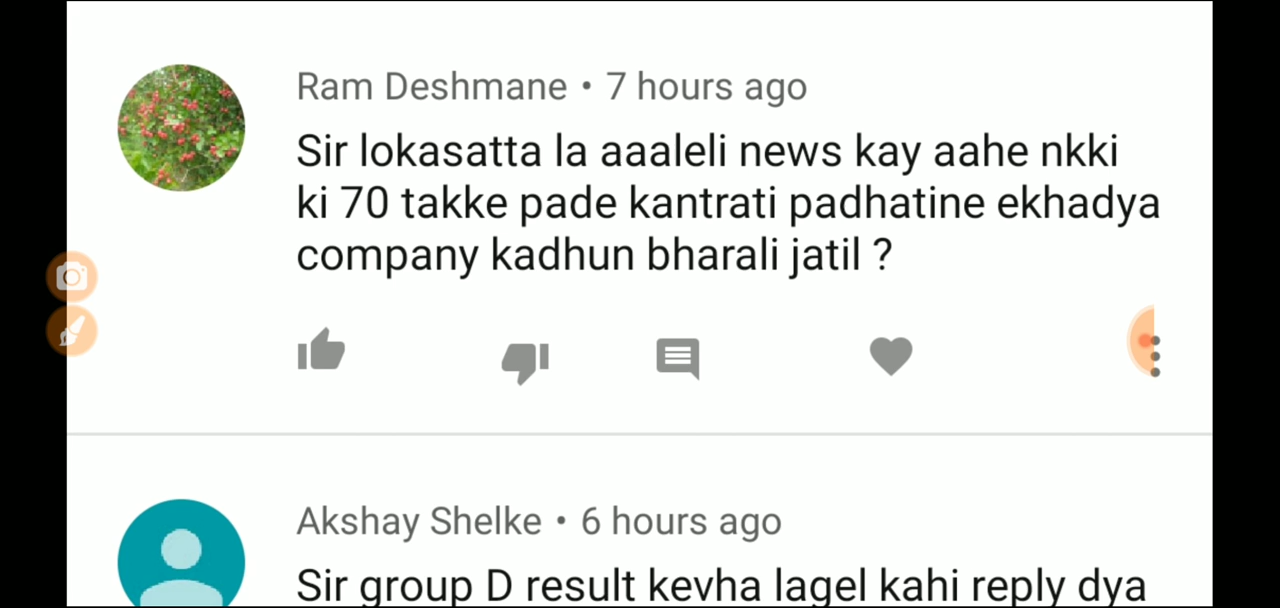 Ram Deshmane • 7 hours ago
Sir lokasatta la aaaleli news kay aahe nkki
ki 70 takke pade kantrati padhatine ekhadya
company kadhun bharali jatil ?
Akshay Shelke • 6 hours ago
Sir group D result kevha lagel kahi reply dya